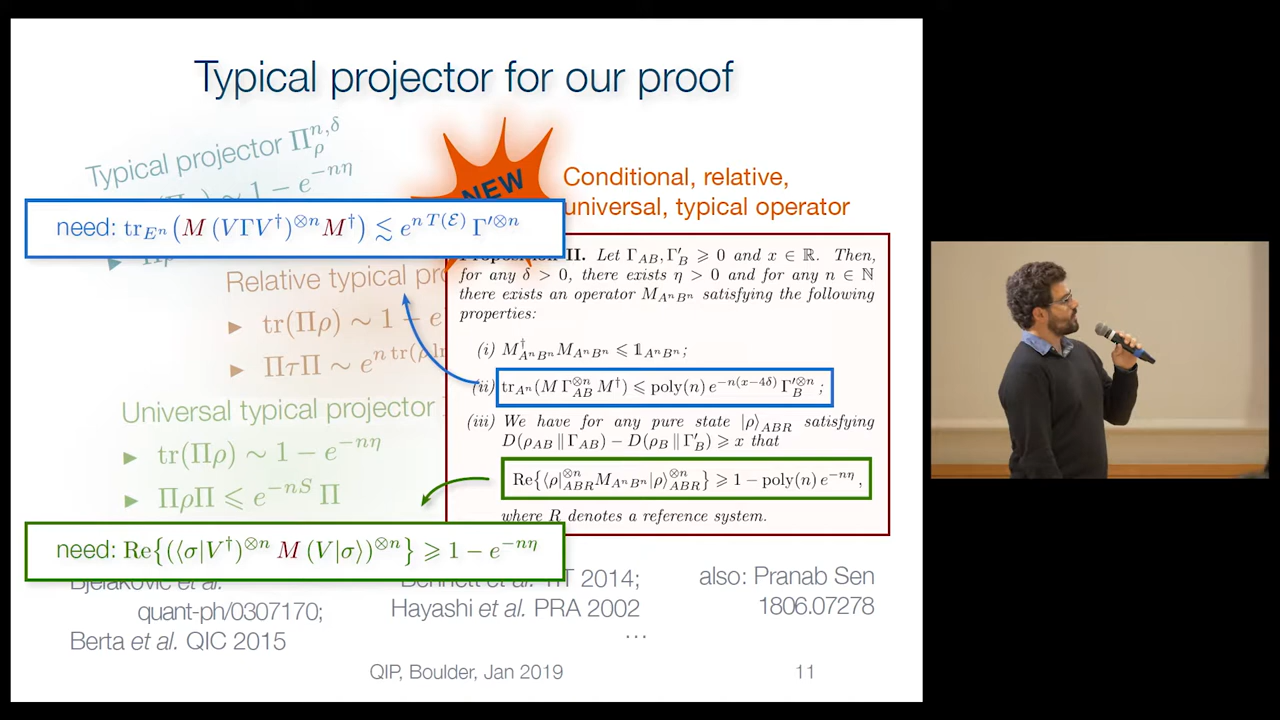 Typical projector for our proof
Typical projector Π_ρ^{n,δ}
1 − e^{−nη}
NEW
Conditional, relative,
universal, typical operator
need: tr_{E^n}(M (VΓV†)^{⊗n} M†) ≲ e^{n T(ℰ)} Γ′^{⊗n}
Relative typical
▶ tr(Πρ) ∼ 1 −
▶ ΠτΠ ∼
Universal typical projector
▶ tr(Πρ) ∼ 1 − e^{−nη}
▶ ΠρΠ ⩽ e^{−nS} Π
II. Let Γ_{AB}, Γ′_B ⩾ 0 and x ∈ ℝ. Then,
for any δ > 0, there exists η > 0 and for any n ∈ ℕ
there exists an operator M_{A^nB^n} satisfying the following
properties:
(i) M†_{A^nB^n} M_{A^nB^n} ⩽ 𝟙_{A^nB^n};
(ii) tr_{A^n}(M Γ_{AB}^{⊗n} M†) ⩽ poly(n) e^{−n(x−4δ)} Γ′_B^{⊗n} ;
(iii) We have for any pure state |ρ⟩_{ABR} satisfying
D(ρ_{AB} ∥ Γ_{AB}) − D(ρ_B ∥ Γ′_B) ⩾ x that
Re{⟨ρ|_{ABR}^{⊗n} M_{A^nB^n} |ρ⟩_{ABR}^{⊗n}} ⩾ 1 − poly(n) e^{−nη} ,
where R denotes a reference system.
need: Re{(⟨σ|V†)^{⊗n} M (V|σ⟩)^{⊗n}} ⩾ 1 − e^{−nη}
Bjelakovic et al.
quant-ph/0307170;
Berta et al. QIC 2015
Bennett et al. TIT 2014;
Hayashi et al. PRA 2002
…
also: Pranab Sen
1806.07278
QIP, Boulder, Jan 2019
11